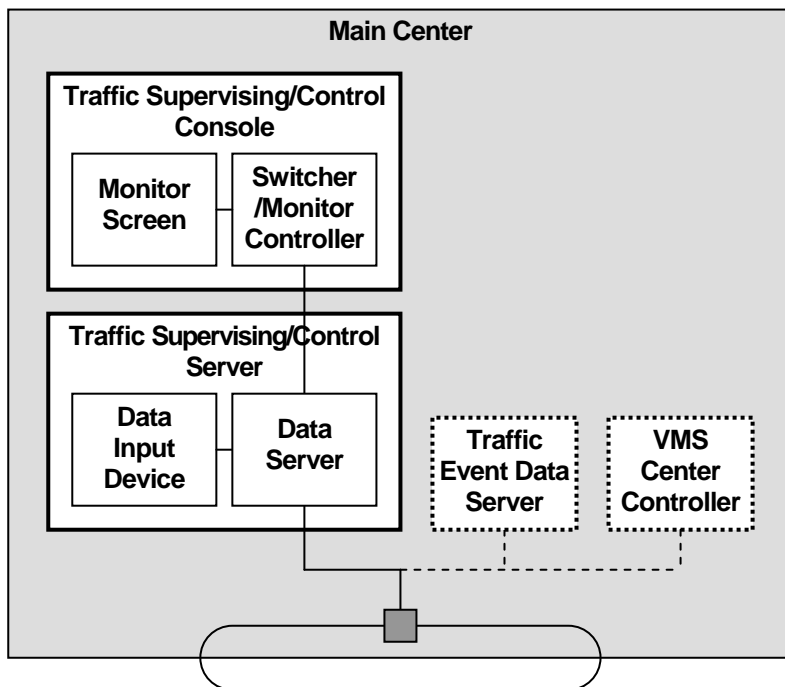 Main Center
Traffic Supervising/Control
Console
Monitor
Screen
Switcher
/Monitor
Controller
Traffic Supervising/Control
Server
Data
Input
Device
Data
Server
Traffic
Event Data
Server
VMS
Center
Controller